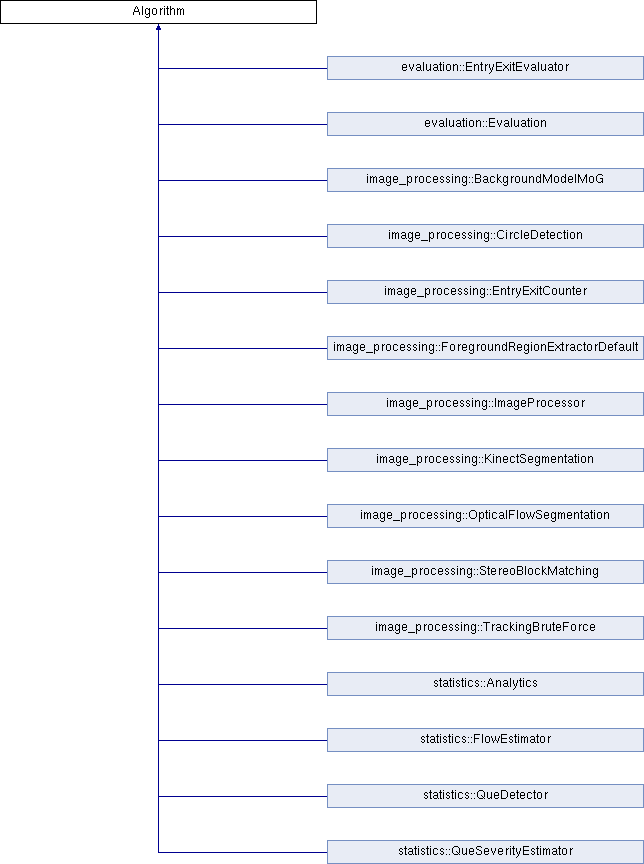 Algorithm
evaluation::EntryExitEvaluator
evaluation::Evaluation
image_processing::BackgroundModelMoG
image_processing::CircleDetection
image_processing::EntryExitCounter
image_processing::ForegroundRegionExtractorDefault
image_processing::ImageProcessor
image_processing::KinectSegmentation
image_processing::OpticalFlowSegmentation
image_processing::StereoBlockMatching
image_processing::TrackingBruteForce
statistics::Analytics
statistics::FlowEstimator
statistics::QueDetector
statistics::QueSeverityEstimator